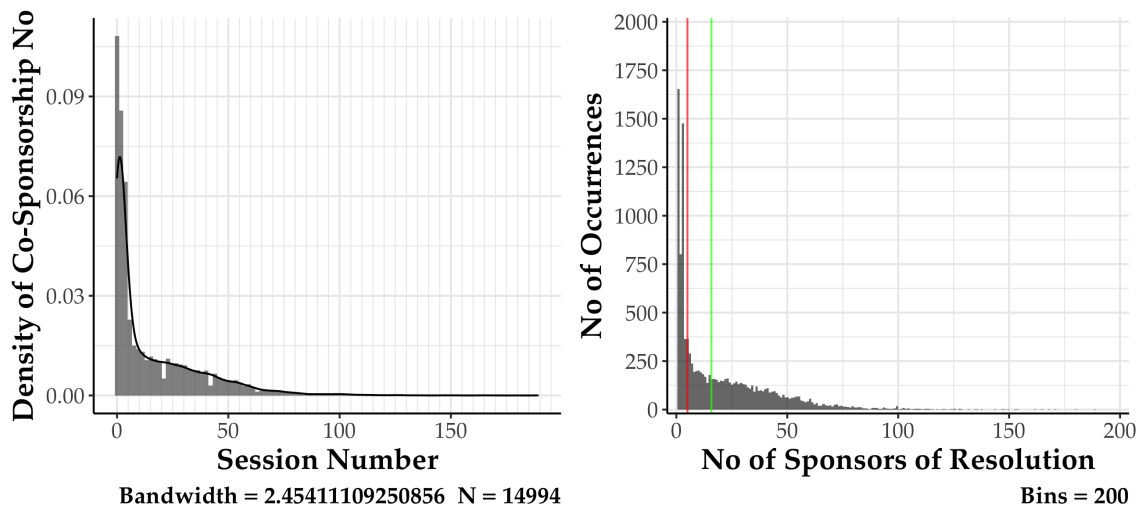 Density of Co-Sponsorship No
0.09
0.06
0.03
0.00
0 50 100 150
Session Number
Bandwidth = 2.45411109250856 N = 14994
No of Occurrences
2000
1750
1500
1250
1000
750
500
250
0
0 50 100 150 200
No of Sponsors of Resolution
Bins = 200